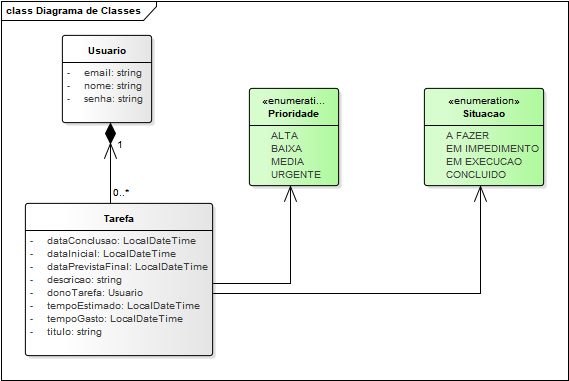 class Diagrama de Classes
Usuario
- email: string
- nome: string
- senha: string
1
0..*
«enumerati...
Prioridade
ALTA
BAIXA
MEDIA
URGENTE
«enumeration»
Situacao
A FAZER
EM IMPEDIMENTO
EM EXECUCAO
CONCLUIDO
Tarefa
- dataConclusao: LocalDateTime
- dataInicial: LocalDateTime
- dataPrevistaFinal: LocalDateTime
- descricao: string
- donoTarefa: Usuario
- tempoEstimado: LocalDateTime
- tempoGasto: LocalDateTime
- titulo: string